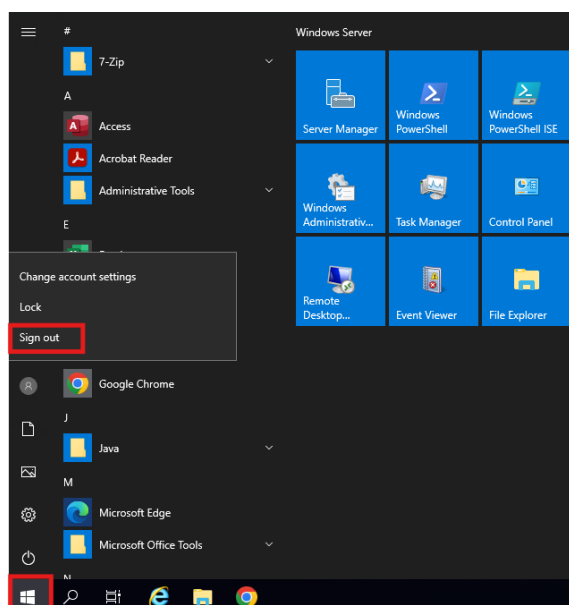 #
7-Zip
A
Access
Acrobat Reader
Administrative Tools
E
Change account settings
Lock
Sign out
Google Chrome
J
Java
M
Microsoft Edge
Microsoft Office Tools
Windows Server
Server Manager
Windows
PowerShell
Windows
PowerShell ISE
Windows
Administrativ...
Task Manager
Control Panel
Remote
Desktop...
Event Viewer
File Explorer